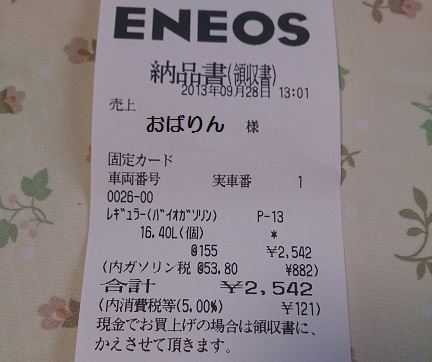 ENEOS
納品書(領収書)
2013年09月28日 13:01
売上
おばりん 様
固定カード
車両番号 実車番 1
0026-00
ﾚｷﾞｭﾗｰ(ﾊﾞｲｵｶﾞｿﾘﾝ) P-13
16.40L(個) *
@155 ¥2,542
(内ガソリン税 @53.80 ¥882)
合計 ¥2,542
(内消費税等(5.00%) ¥121)
現金でお買上げの場合は領収書に、
かえさせて頂きます。